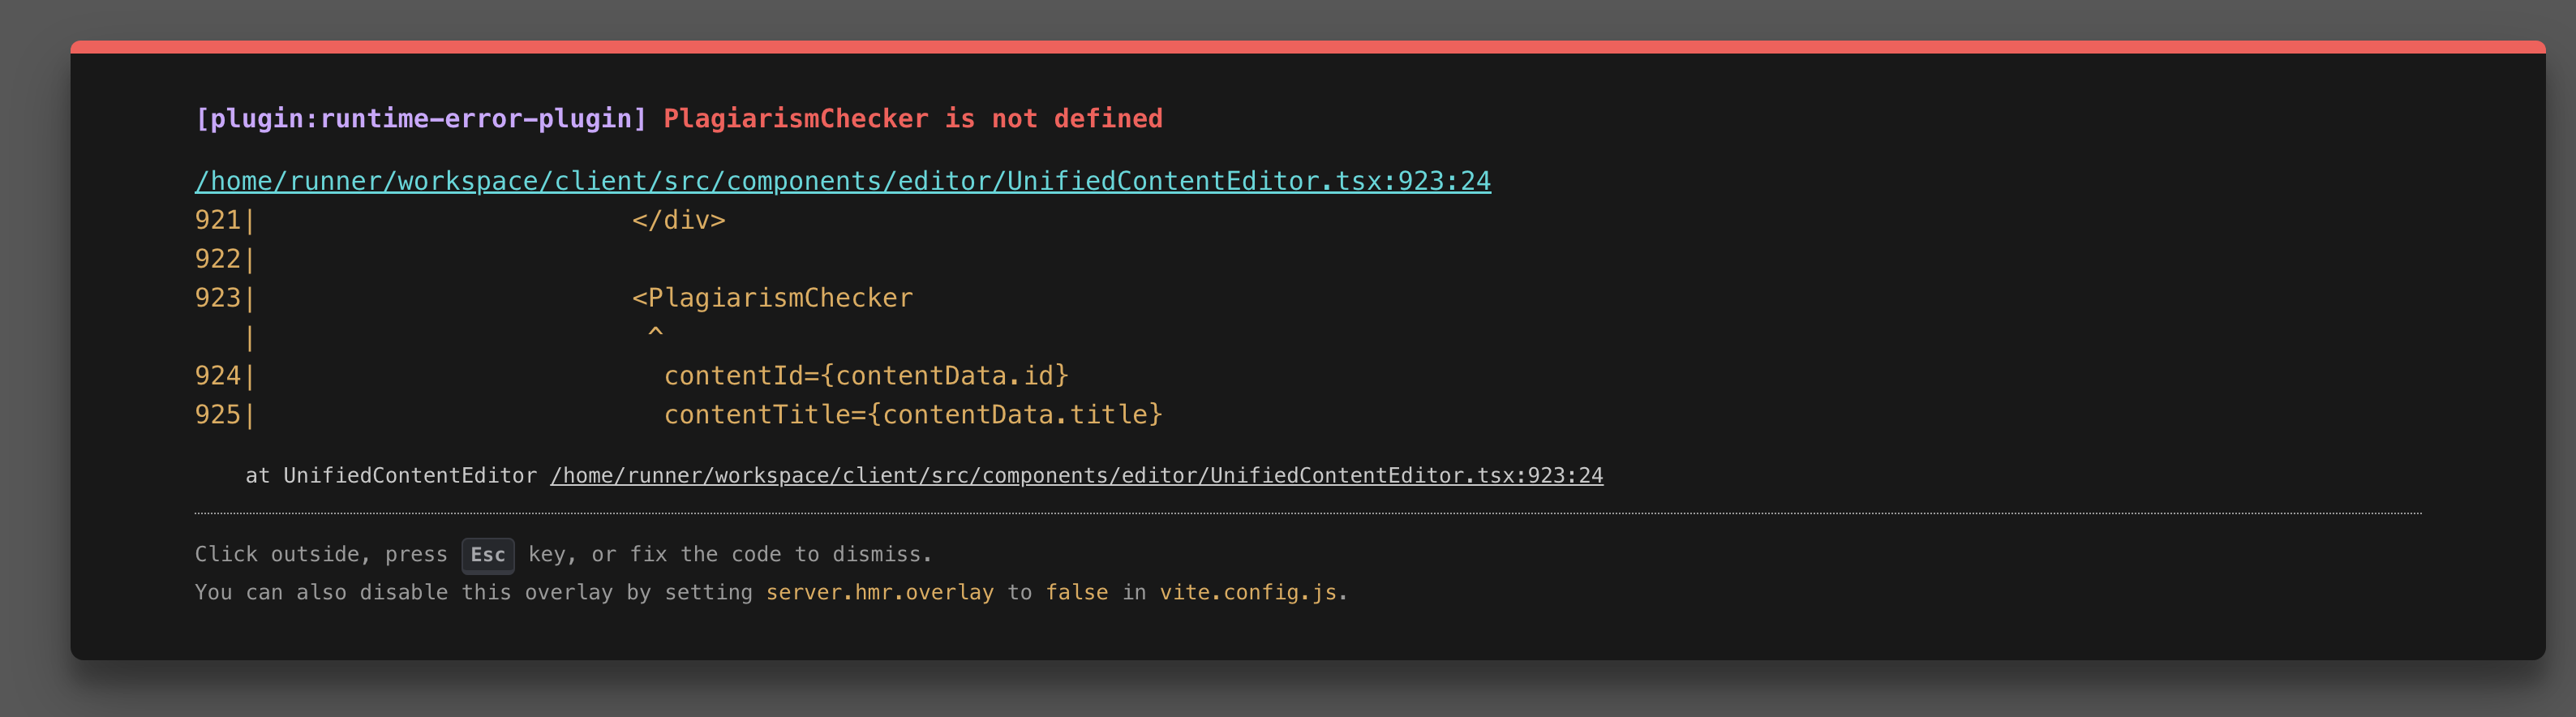 [plugin:runtime-error-plugin] PlagiarismChecker is not defined
/home/runner/workspace/client/src/components/editor/UnifiedContentEditor.tsx:923:24
921|                        </div>
922|
923|                        <PlagiarismChecker
   |                         ^
924|                          contentId={contentData.id}
925|                          contentTitle={contentData.title}
at UnifiedContentEditor /home/runner/workspace/client/src/components/editor/UnifiedContentEditor.tsx:923:24
Click outside, press Esc key, or fix the code to dismiss.
You can also disable this overlay by setting server.hmr.overlay to false in vite.config.js.